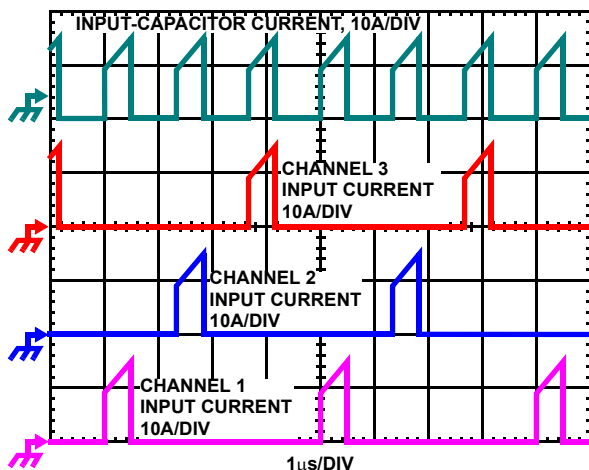 INPUT-CAPACITOR CURRENT, 10A/DIV
CHANNEL 3
INPUT CURRENT
10A/DIV
CHANNEL 2
INPUT CURRENT
10A/DIV
CHANNEL 1
INPUT CURRENT
10A/DIV
1μs/DIV